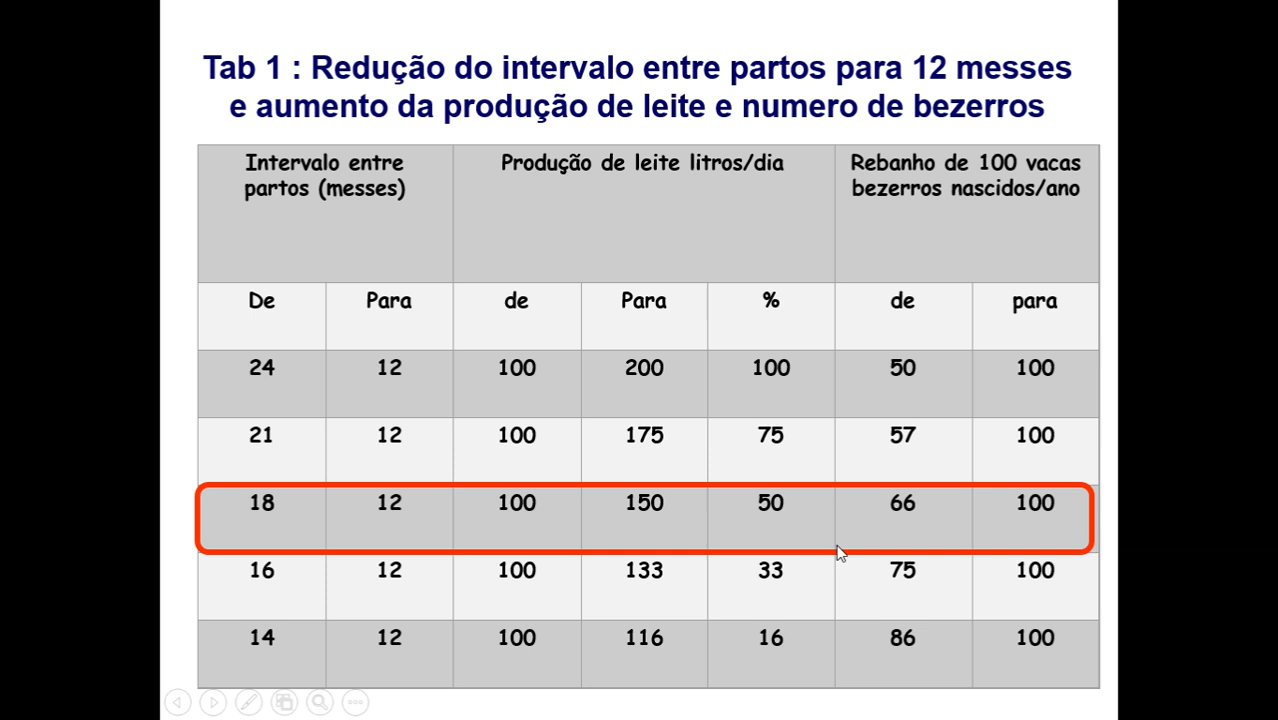 Tab 1 : Redução do intervalo entre partos para 12 messes
e aumento da produção de leite e numero de bezerros
Intervalo entre partos (messes) Produção de leite litros/dia Rebanho de 100 vacas bezerros nascidos/ano
De Para de Para % de para
24 12 100 200 100 50 100
21 12 100 175 75 57 100
18 12 100 150 50 66 100
16 12 100 133 33 75 100
14 12 100 116 16 86 100